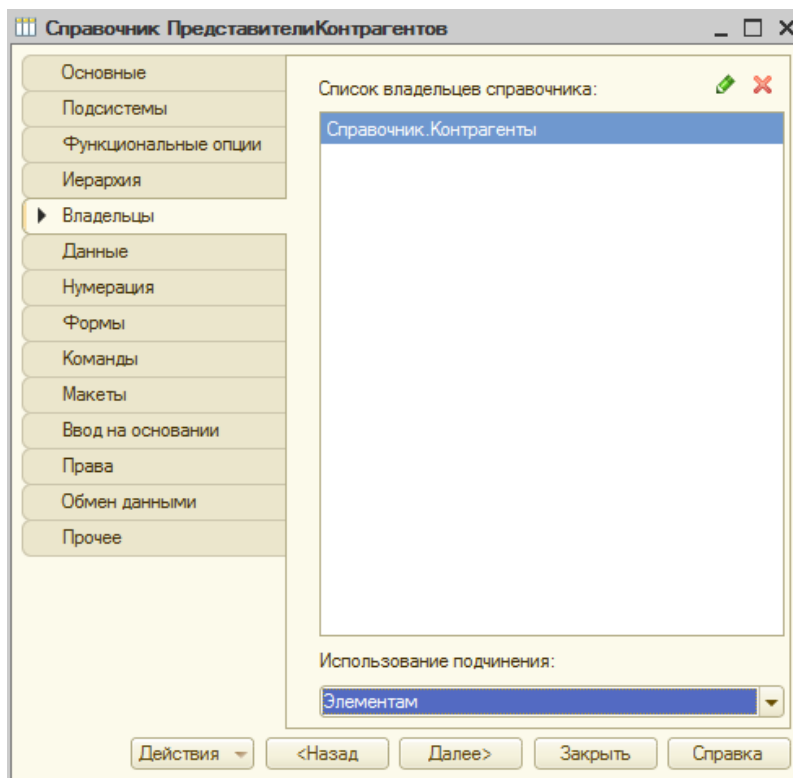 Справочник ПредставителиКонтрагентов
Основные
Подсистемы
Функциональные опции
Иерархия
Владельцы
Данные
Нумерация
Формы
Команды
Макеты
Ввод на основании
Права
Обмен данными
Прочее
Список владельцев справочника:
Справочник.Контрагенты
Использование подчинения:
Элементам
Действия
<Назад
Далее>
Закрыть
Справка